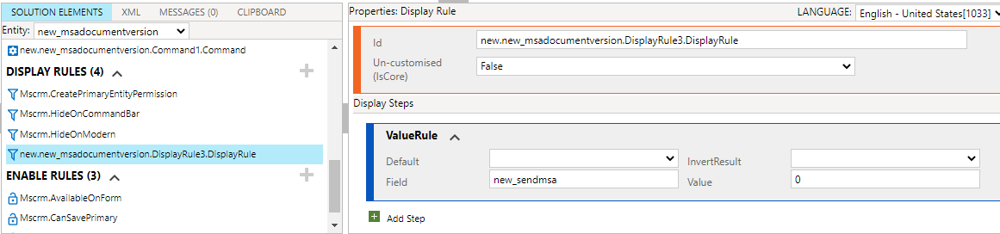 SOLUTION ELEMENTS XML MESSAGES (0) CLIPBOARD
Entity: new_msadocumentversion
new.new_msadocumentversion.Command1.Command
DISPLAY RULES (4)
Mscrm.CreatePrimaryEntityPermission
Mscrm.HideOnCommandBar
Mscrm.HideOnModern
new.new_msadocumentversion.DisplayRule3.DisplayRule
ENABLE RULES (3)
Mscrm.AvailableOnForm
Mscrm.CanSavePrimary
Properties: Display Rule LANGUAGE: English - United States[1033]
Id new.new_msadocumentversion.DisplayRule3.DisplayRule
Un-customised
(IsCore) False
Display Steps
ValueRule
Default InvertResult
Field new_sendmsa Value 0
Add Step